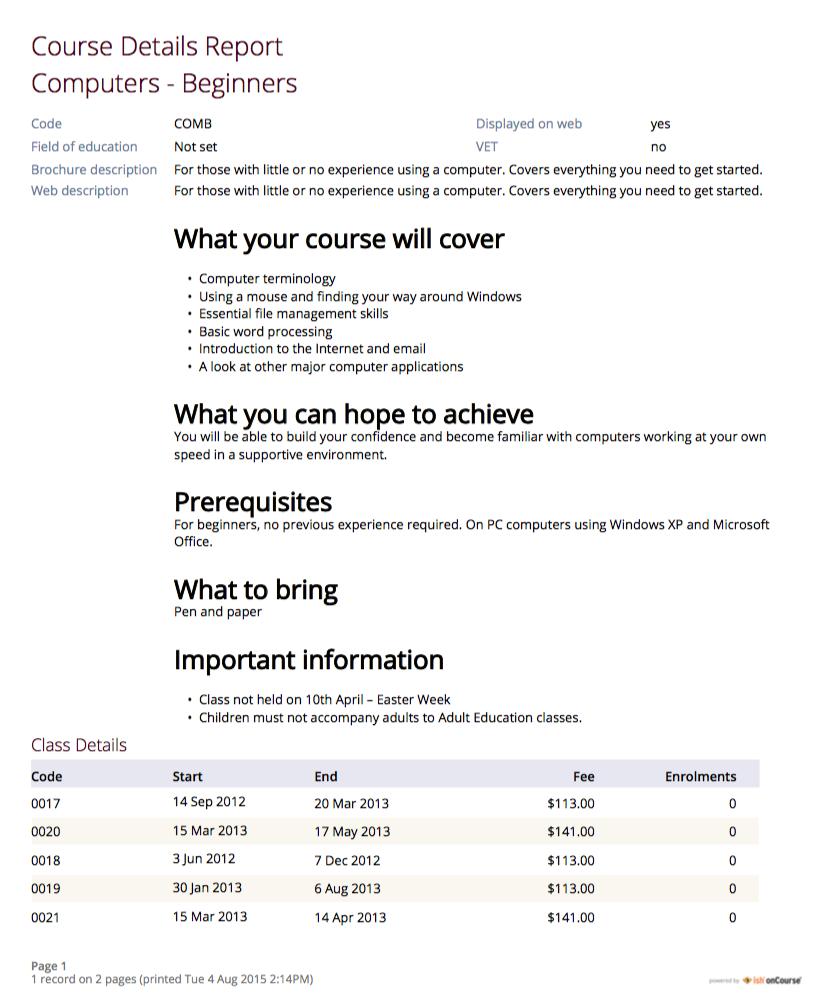 Course Details Report
Computers - Beginners
Code COMB Displayed on web yes
Field of education Not set VET no
Brochure description For those with little or no experience using a computer. Covers everything you need to get started.
Web description For those with little or no experience using a computer. Covers everything you need to get started.
What your course will cover
• Computer terminology
• Using a mouse and finding your way around Windows
• Essential file management skills
• Basic word processing
• Introduction to the Internet and email
• A look at other major computer applications
What you can hope to achieve
You will be able to build your confidence and become familiar with computers working at your own
speed in a supportive environment.
Prerequisites
For beginners, no previous experience required. On PC computers using Windows XP and Microsoft
Office.
What to bring
Pen and paper
Important information
• Class not held on 10th April – Easter Week
• Children must not accompany adults to Adult Education classes.
Class Details
Code Start End Fee Enrolments
0017 14 Sep 2012 20 Mar 2013 $113.00 0
0020 15 Mar 2013 17 May 2013 $141.00 0
0018 3 Jun 2012 7 Dec 2012 $113.00 0
0019 30 Jan 2013 6 Aug 2013 $113.00 0
0021 15 Mar 2013 14 Apr 2013 $141.00 0
Page 1
1 record on 2 pages (printed Tue 4 Aug 2015 2:14PM)
powered by ish onCourse